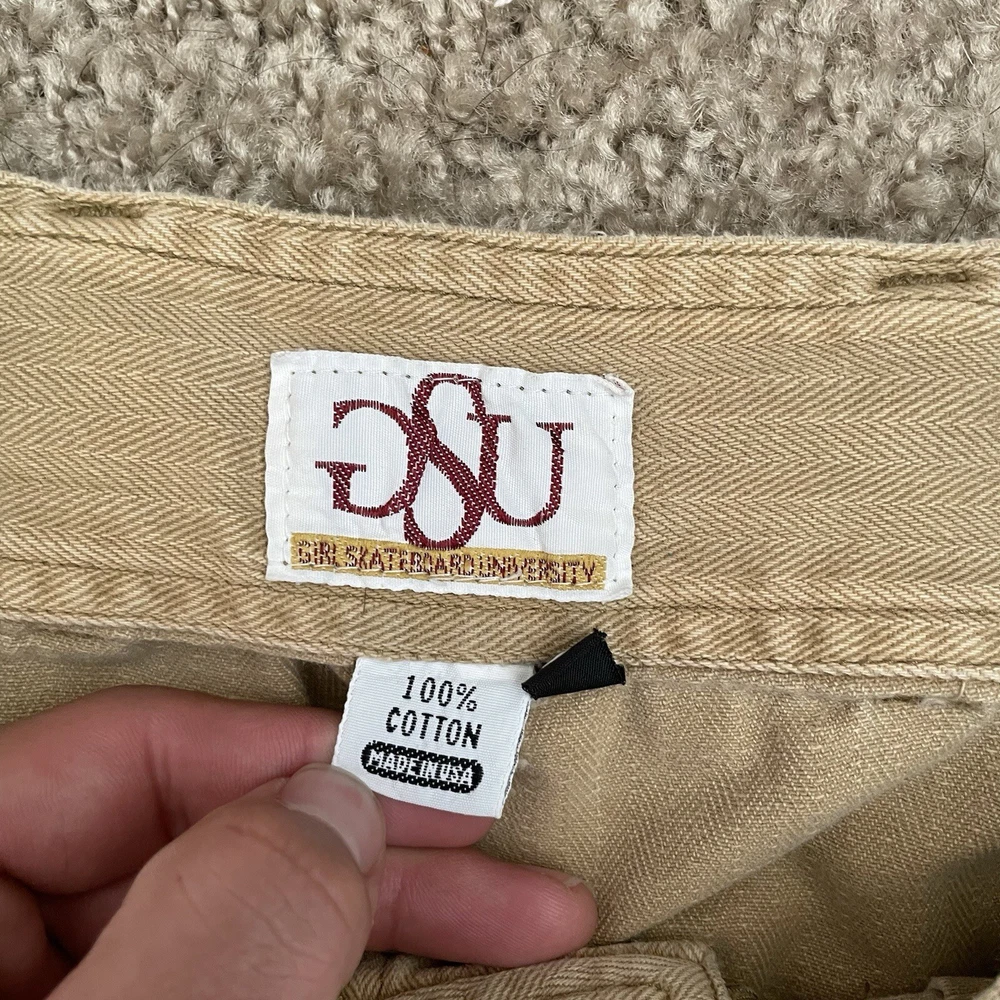 GSU
GIRL SKATEBOARD UNIVERSITY
100%
COTTON
MADE IN USA